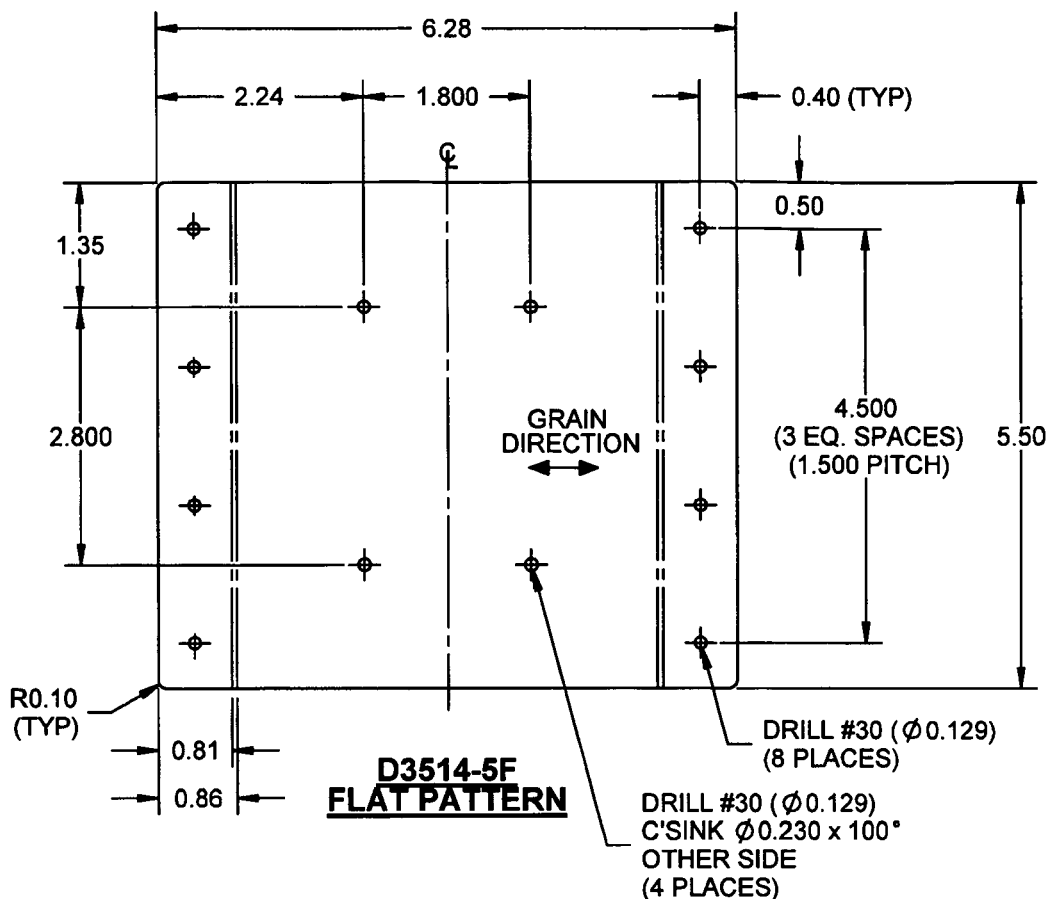 6.28
2.24
1.800
0.40 (TYP)
℄
0.50
1.35
2.800
GRAIN
DIRECTION
4.500
(3 EQ. SPACES)
(1.500 PITCH)
5.50
R0.10
(TYP)
0.81
0.86
D3514-5F
FLAT PATTERN
DRILL #30 (Ø0.129)
(8 PLACES)
DRILL #30 (Ø0.129)
C'SINK Ø0.230 x 100°
OTHER SIDE
(4 PLACES)